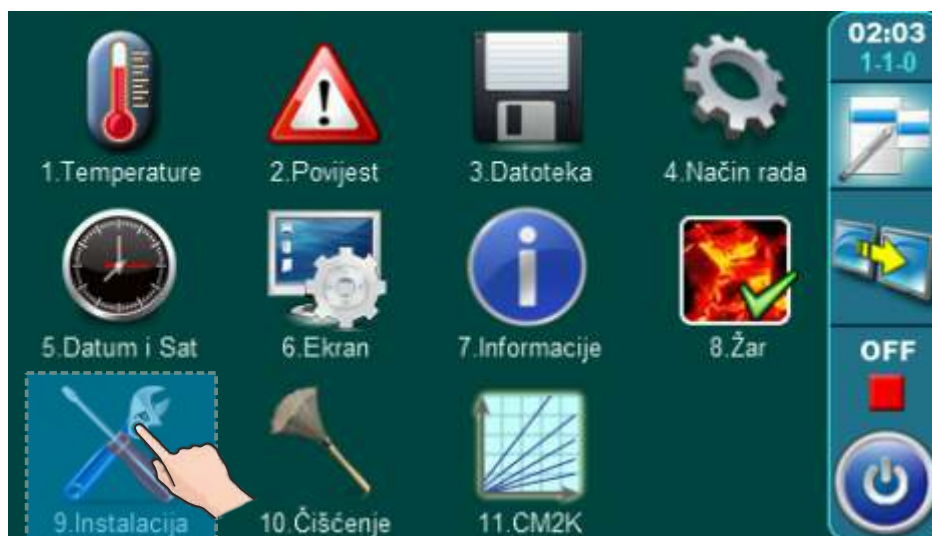 02:03
1-1-0
1.Temperature
2.Povijest
3.Datoteka
4.Način rada
5.Datum i Sat
6.Ekran
7.Informacije
8.Žar
OFF
9.Instalacija
10.Čišćenje
11.CM2K